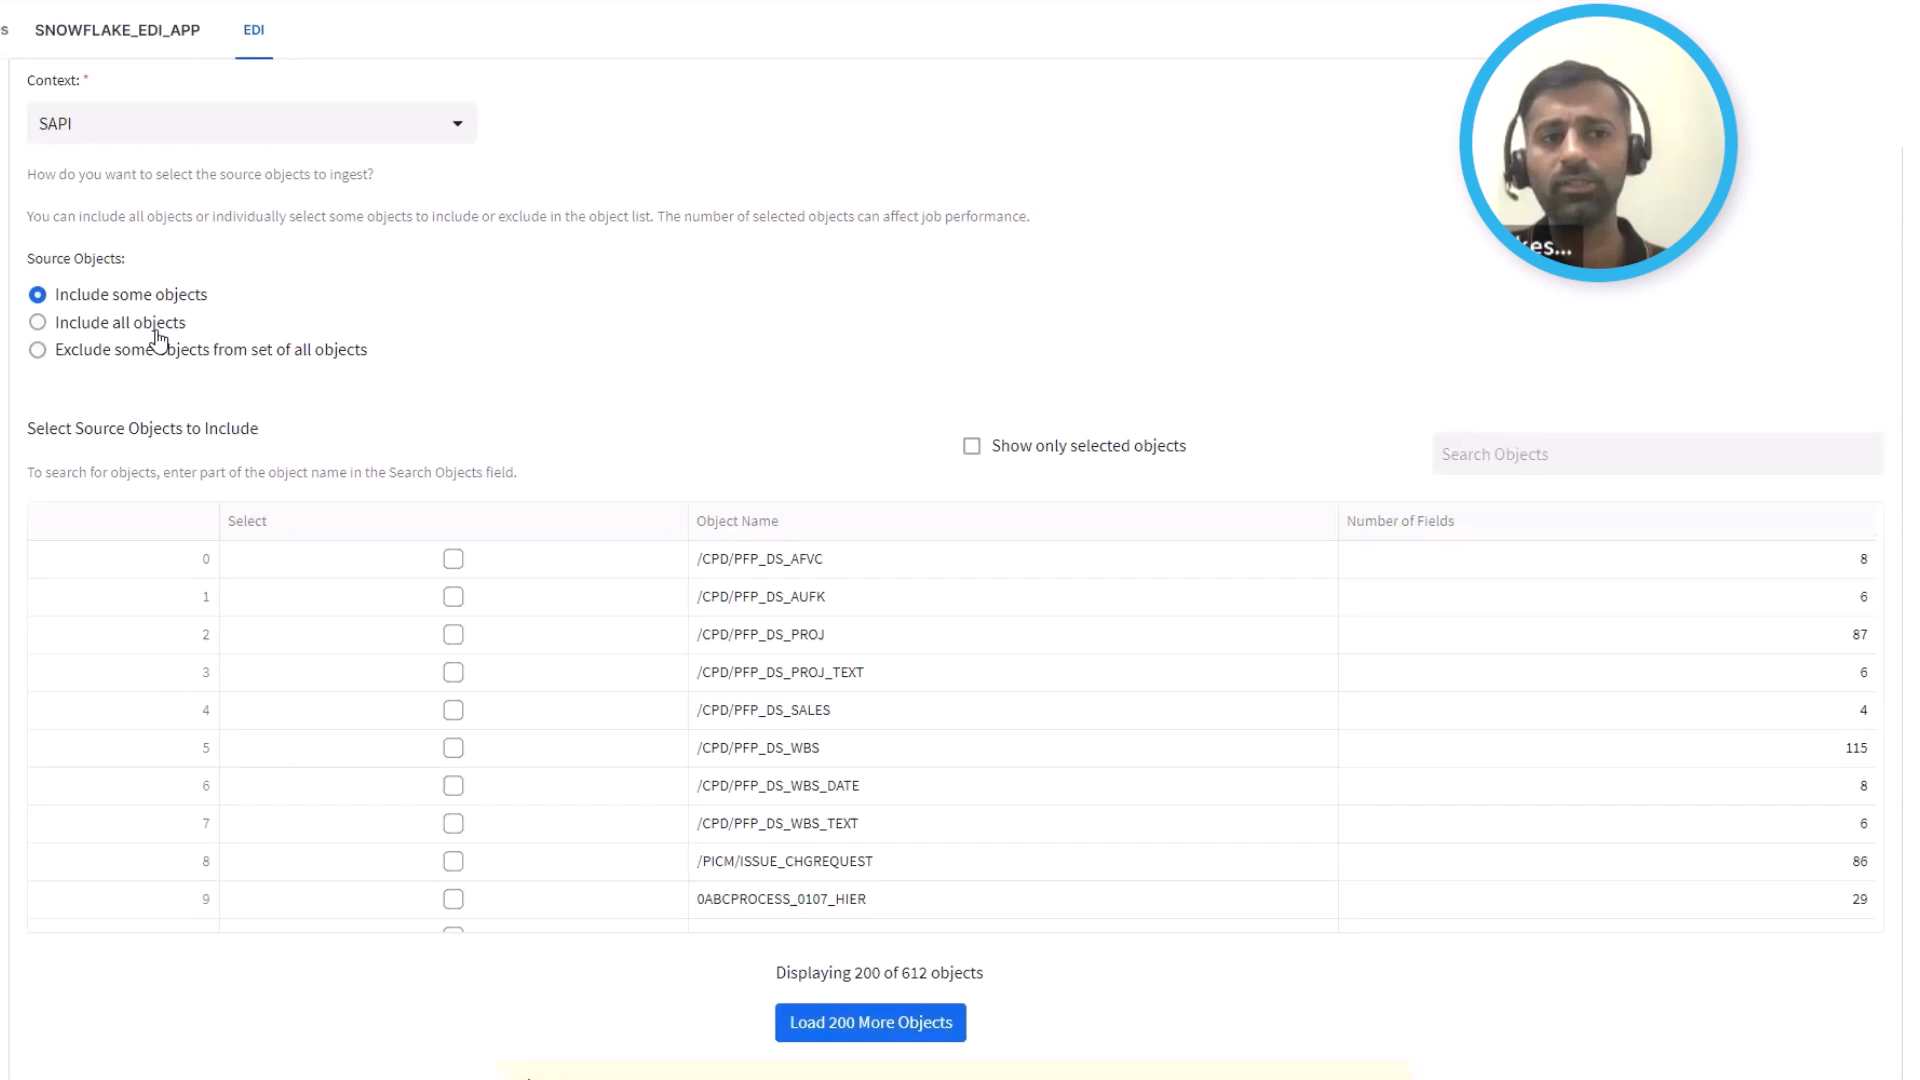 SNOWFLAKE_EDI_APP EDI
Context: *
SAPI
How do you want to select the source objects to ingest?
You can include all objects or individually select some objects to include or exclude in the object list. The number of selected objects can affect job performance.
Source Objects:
Include some objects
Include all objects
Exclude some objects from set of all objects
Select Source Objects to Include
Show only selected objects
Search Objects
To search for objects, enter part of the object name in the Search Objects field.
Select Object Name Number of Fields
0 /CPD/PFP_DS_AFVC 8
1 /CPD/PFP_DS_AUFK 6
2 /CPD/PFP_DS_PROJ 87
3 /CPD/PFP_DS_PROJ_TEXT 6
4 /CPD/PFP_DS_SALES 4
5 /CPD/PFP_DS_WBS 115
6 /CPD/PFP_DS_WBS_DATE 8
7 /CPD/PFP_DS_WBS_TEXT 6
8 /PICM/ISSUE_CHGREQUEST 86
9 0ABCPROCESS_0107_HIER 29
Displaying 200 of 612 objects
Load 200 More Objects